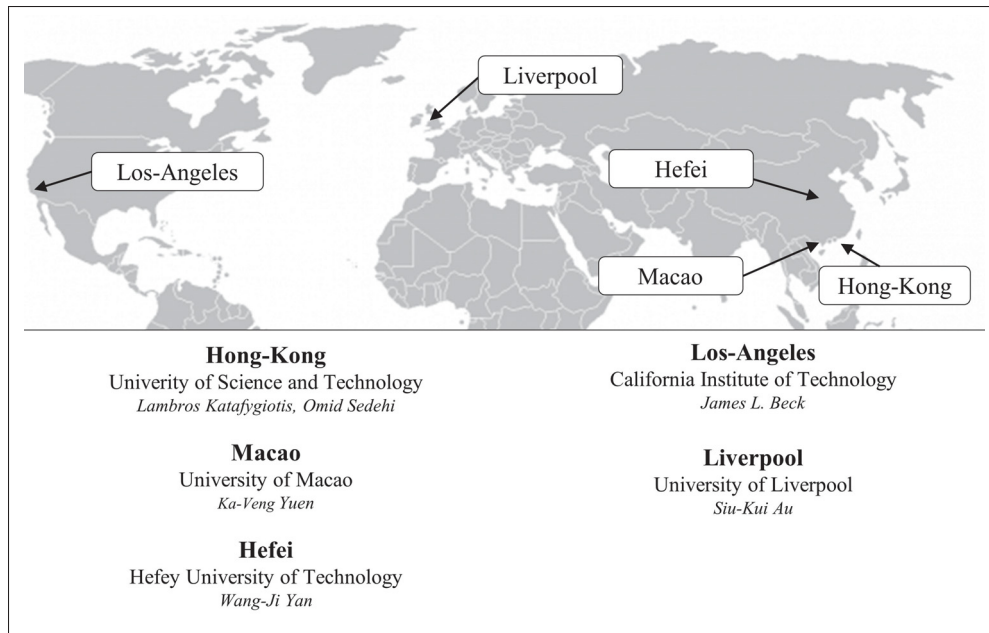 Liverpool
Los-Angeles
Hefei
Macao
Hong-Kong
Hong-Kong
Univerity of Science and Technology
Lambros Katafygiotis, Omid Sedehi
Macao
University of Macao
Ka-Veng Yuen
Hefei
Hefey University of Technology
Wang-Ji Yan
Los-Angeles
California Institute of Technology
James L. Beck
Liverpool
University of Liverpool
Siu-Kui Au